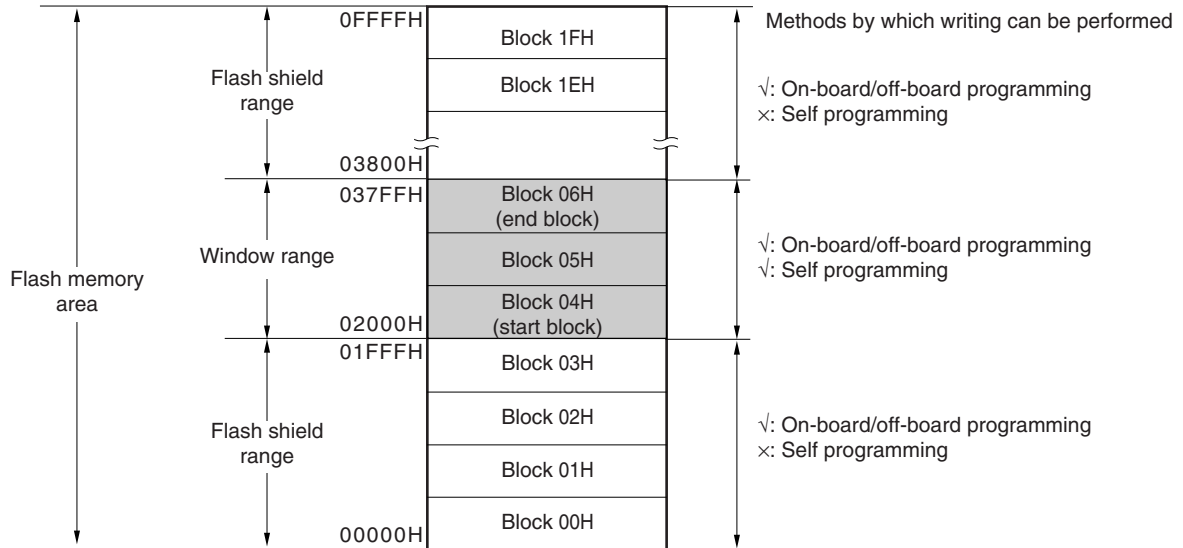 0FFFFH
Methods by which writing can be performed
Block 1FH
Flash shield
range
Block 1EH
√: On-board/off-board programming
×: Self programming
03800H
037FFH
Block 06H
(end block)
Window range
Block 05H
√: On-board/off-board programming
√: Self programming
Flash memory
area
Block 04H
(start block)
02000H
01FFFH
Block 03H
Flash shield
range
Block 02H
√: On-board/off-board programming
×: Self programming
Block 01H
Block 00H
00000H